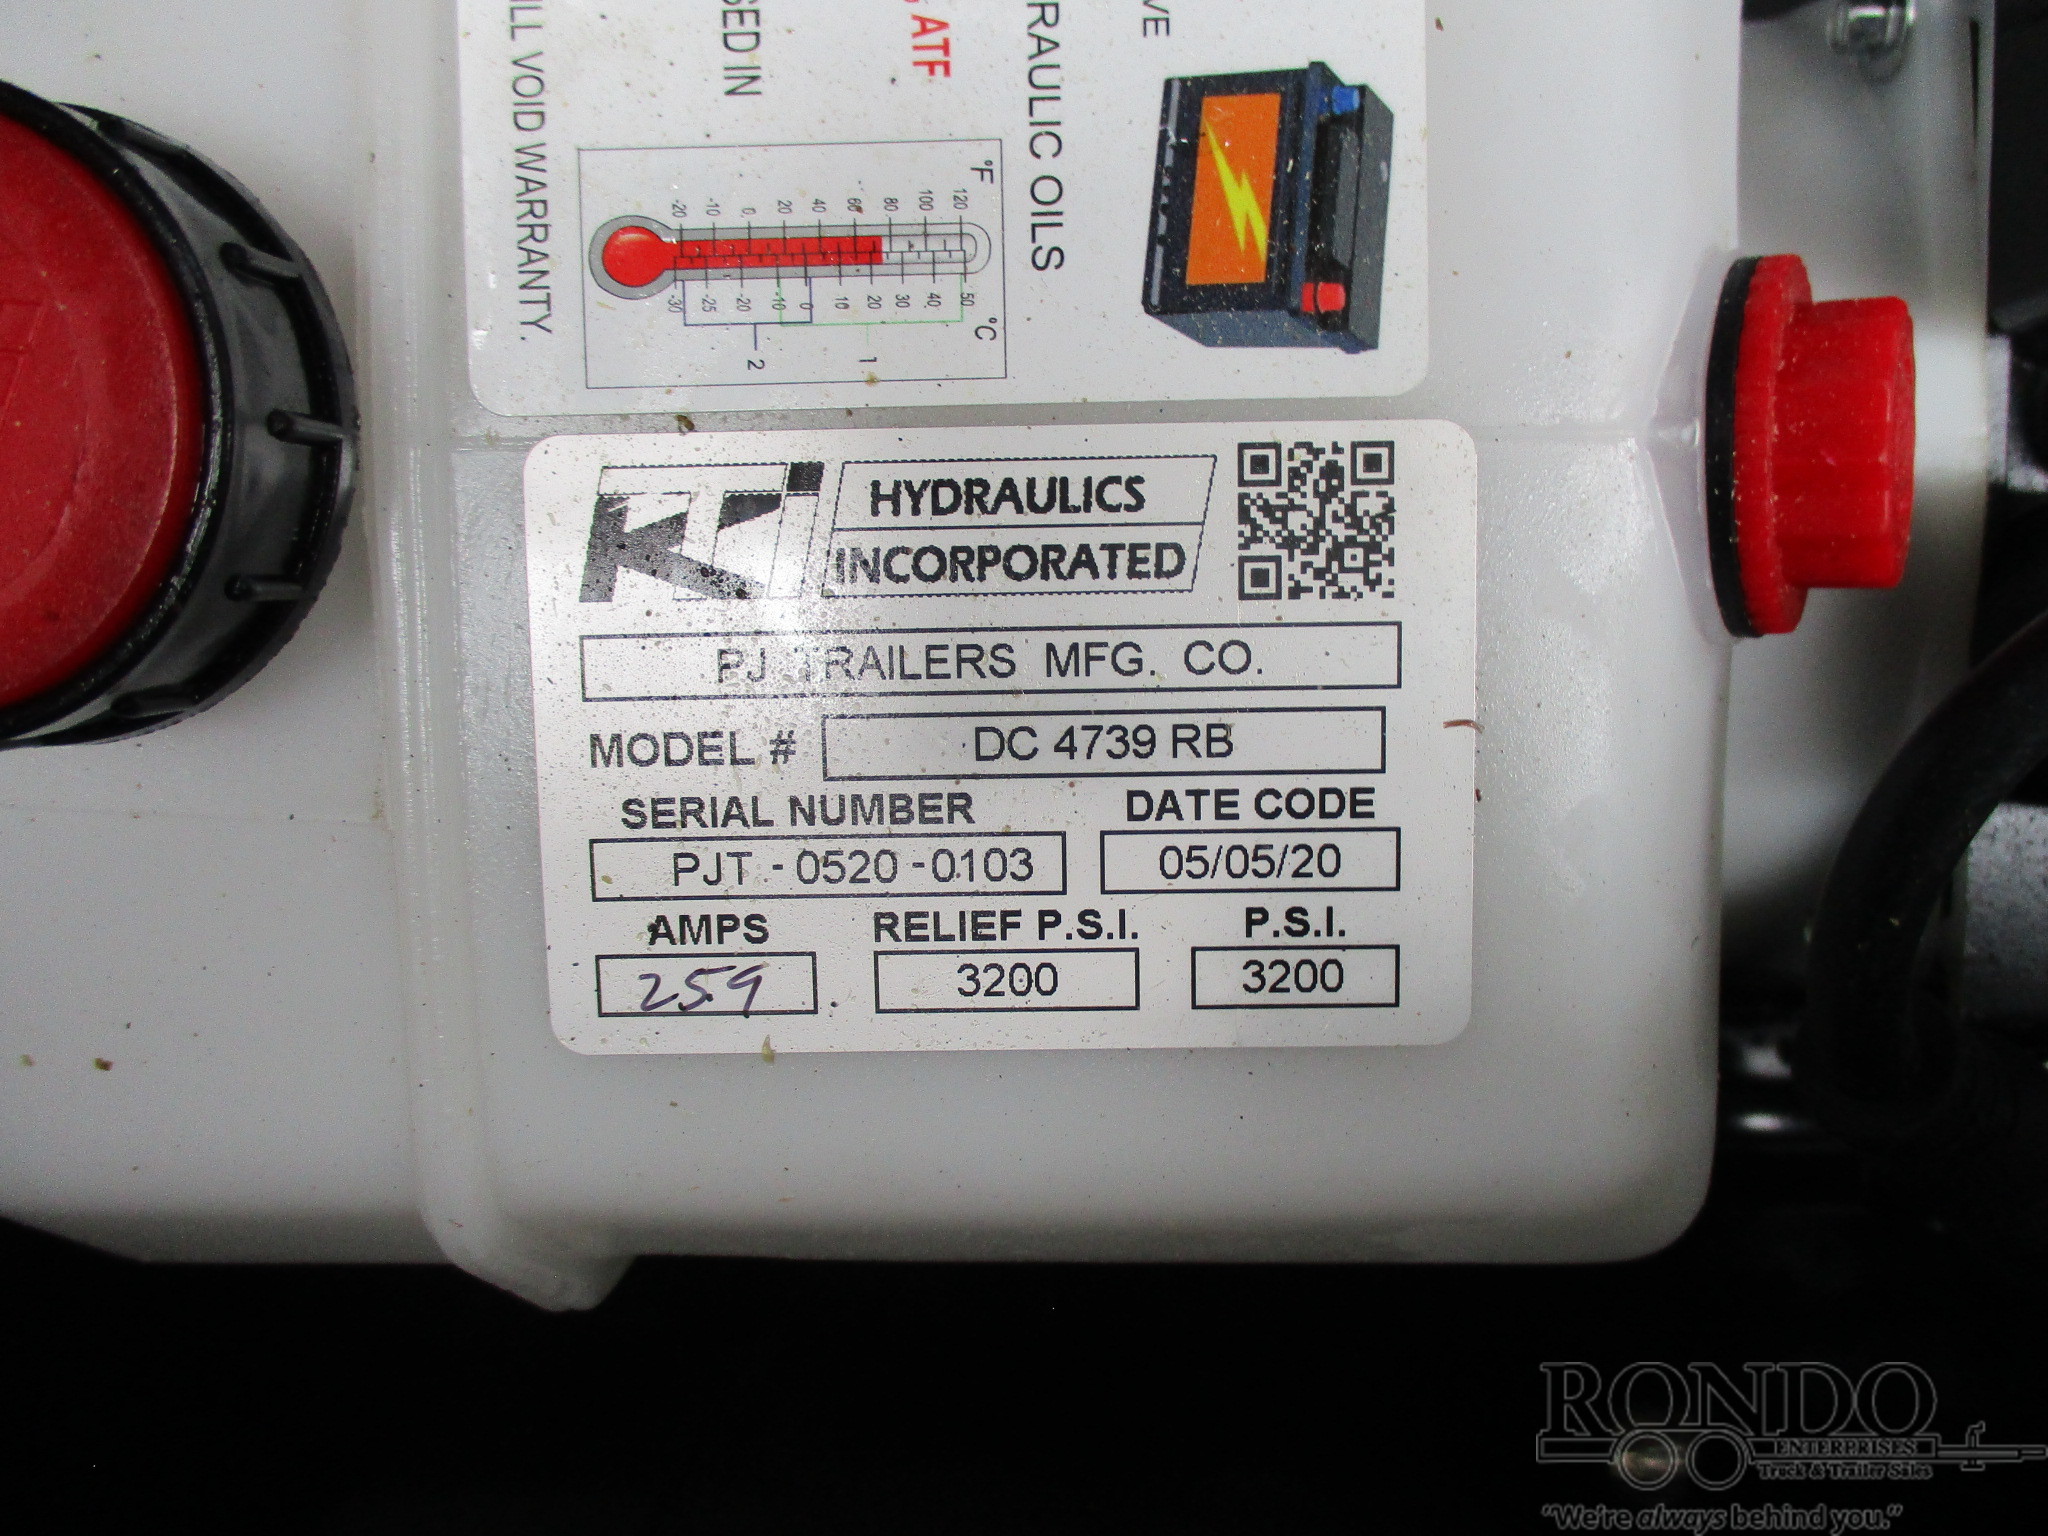 VE
RAULIC OILS
ATF
SED IN
ILL VOID WARRANTY.
°F
120
100
80
60
40
20
0
-10
-20
°C
50
40
30
20
10
0
-10
-20
-25
-30
1
2
KTI HYDRAULICS
INCORPORATED
PJ TRAILERS MFG. CO.
MODEL # DC 4739 RB
SERIAL NUMBER DATE CODE
PJT - 0520 - 0103 05/05/20
AMPS RELIEF P.S.I. P.S.I.
259 3200 3200
RONDO
ENTERPRISES
Truck & Trailer Sales
"We're always behind you."